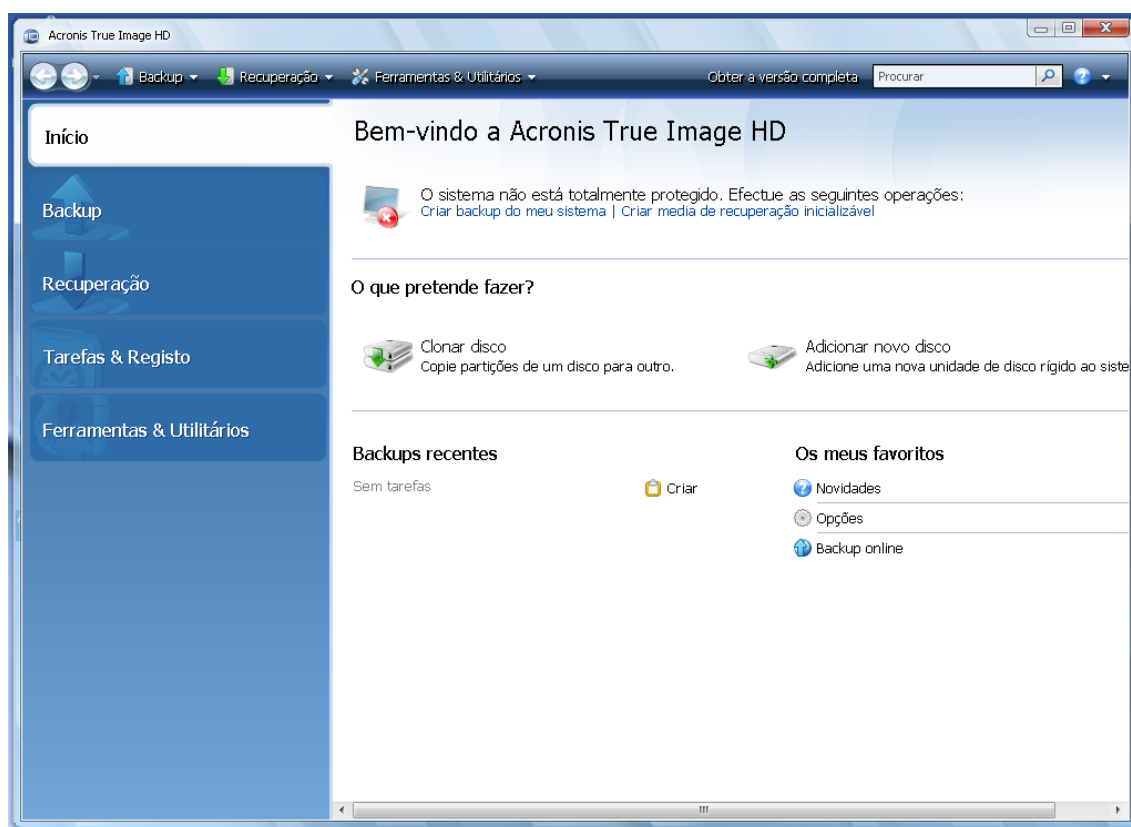 Acronis True Image HD
Backup Recuperação Ferramentas & Utilitários Obter a versão completa Procurar
Início
Backup
Recuperação
Tarefas & Registo
Ferramentas & Utilitários
Bem-vindo a Acronis True Image HD
O sistema não está totalmente protegido. Efectue as seguintes operações:
Criar backup do meu sistema | Criar media de recuperação inicializável
O que pretende fazer?
Clonar disco
Copie partições de um disco para outro.
Adicionar novo disco
Adicione uma nova unidade de disco rígido ao siste
Backups recentes
Sem tarefas Criar
Os meus favoritos
Novidades
Opções
Backup online